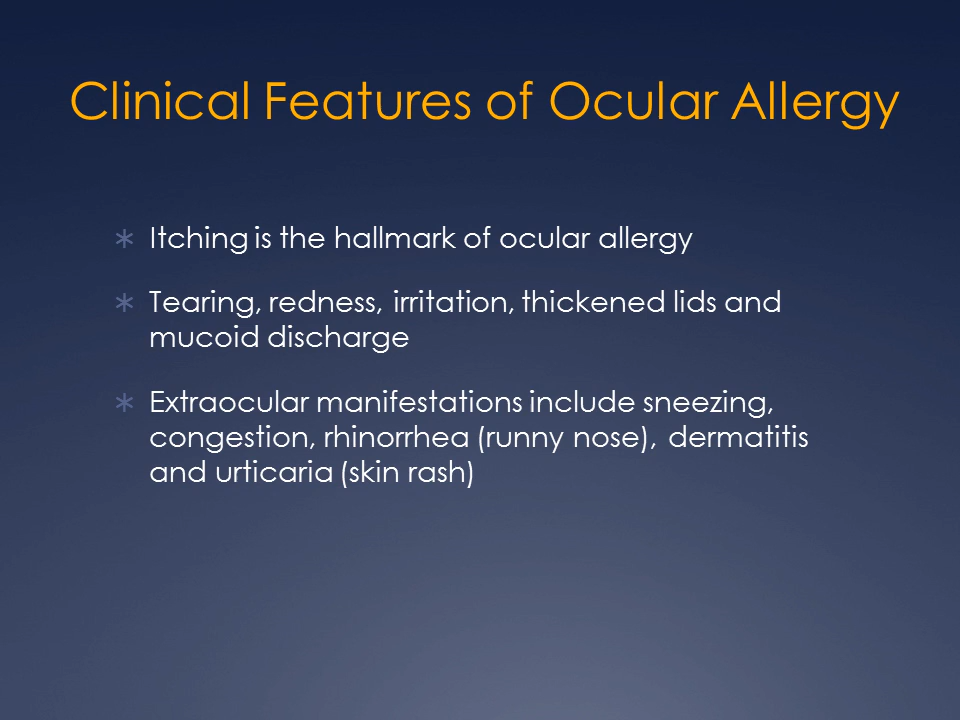 Clinical Features of Ocular Allergy
Itching is the hallmark of ocular allergy
Tearing, redness, irritation, thickened lids and
mucoid discharge
Extraocular manifestations include sneezing,
congestion, rhinorrhea (runny nose), dermatitis
and urticaria (skin rash)